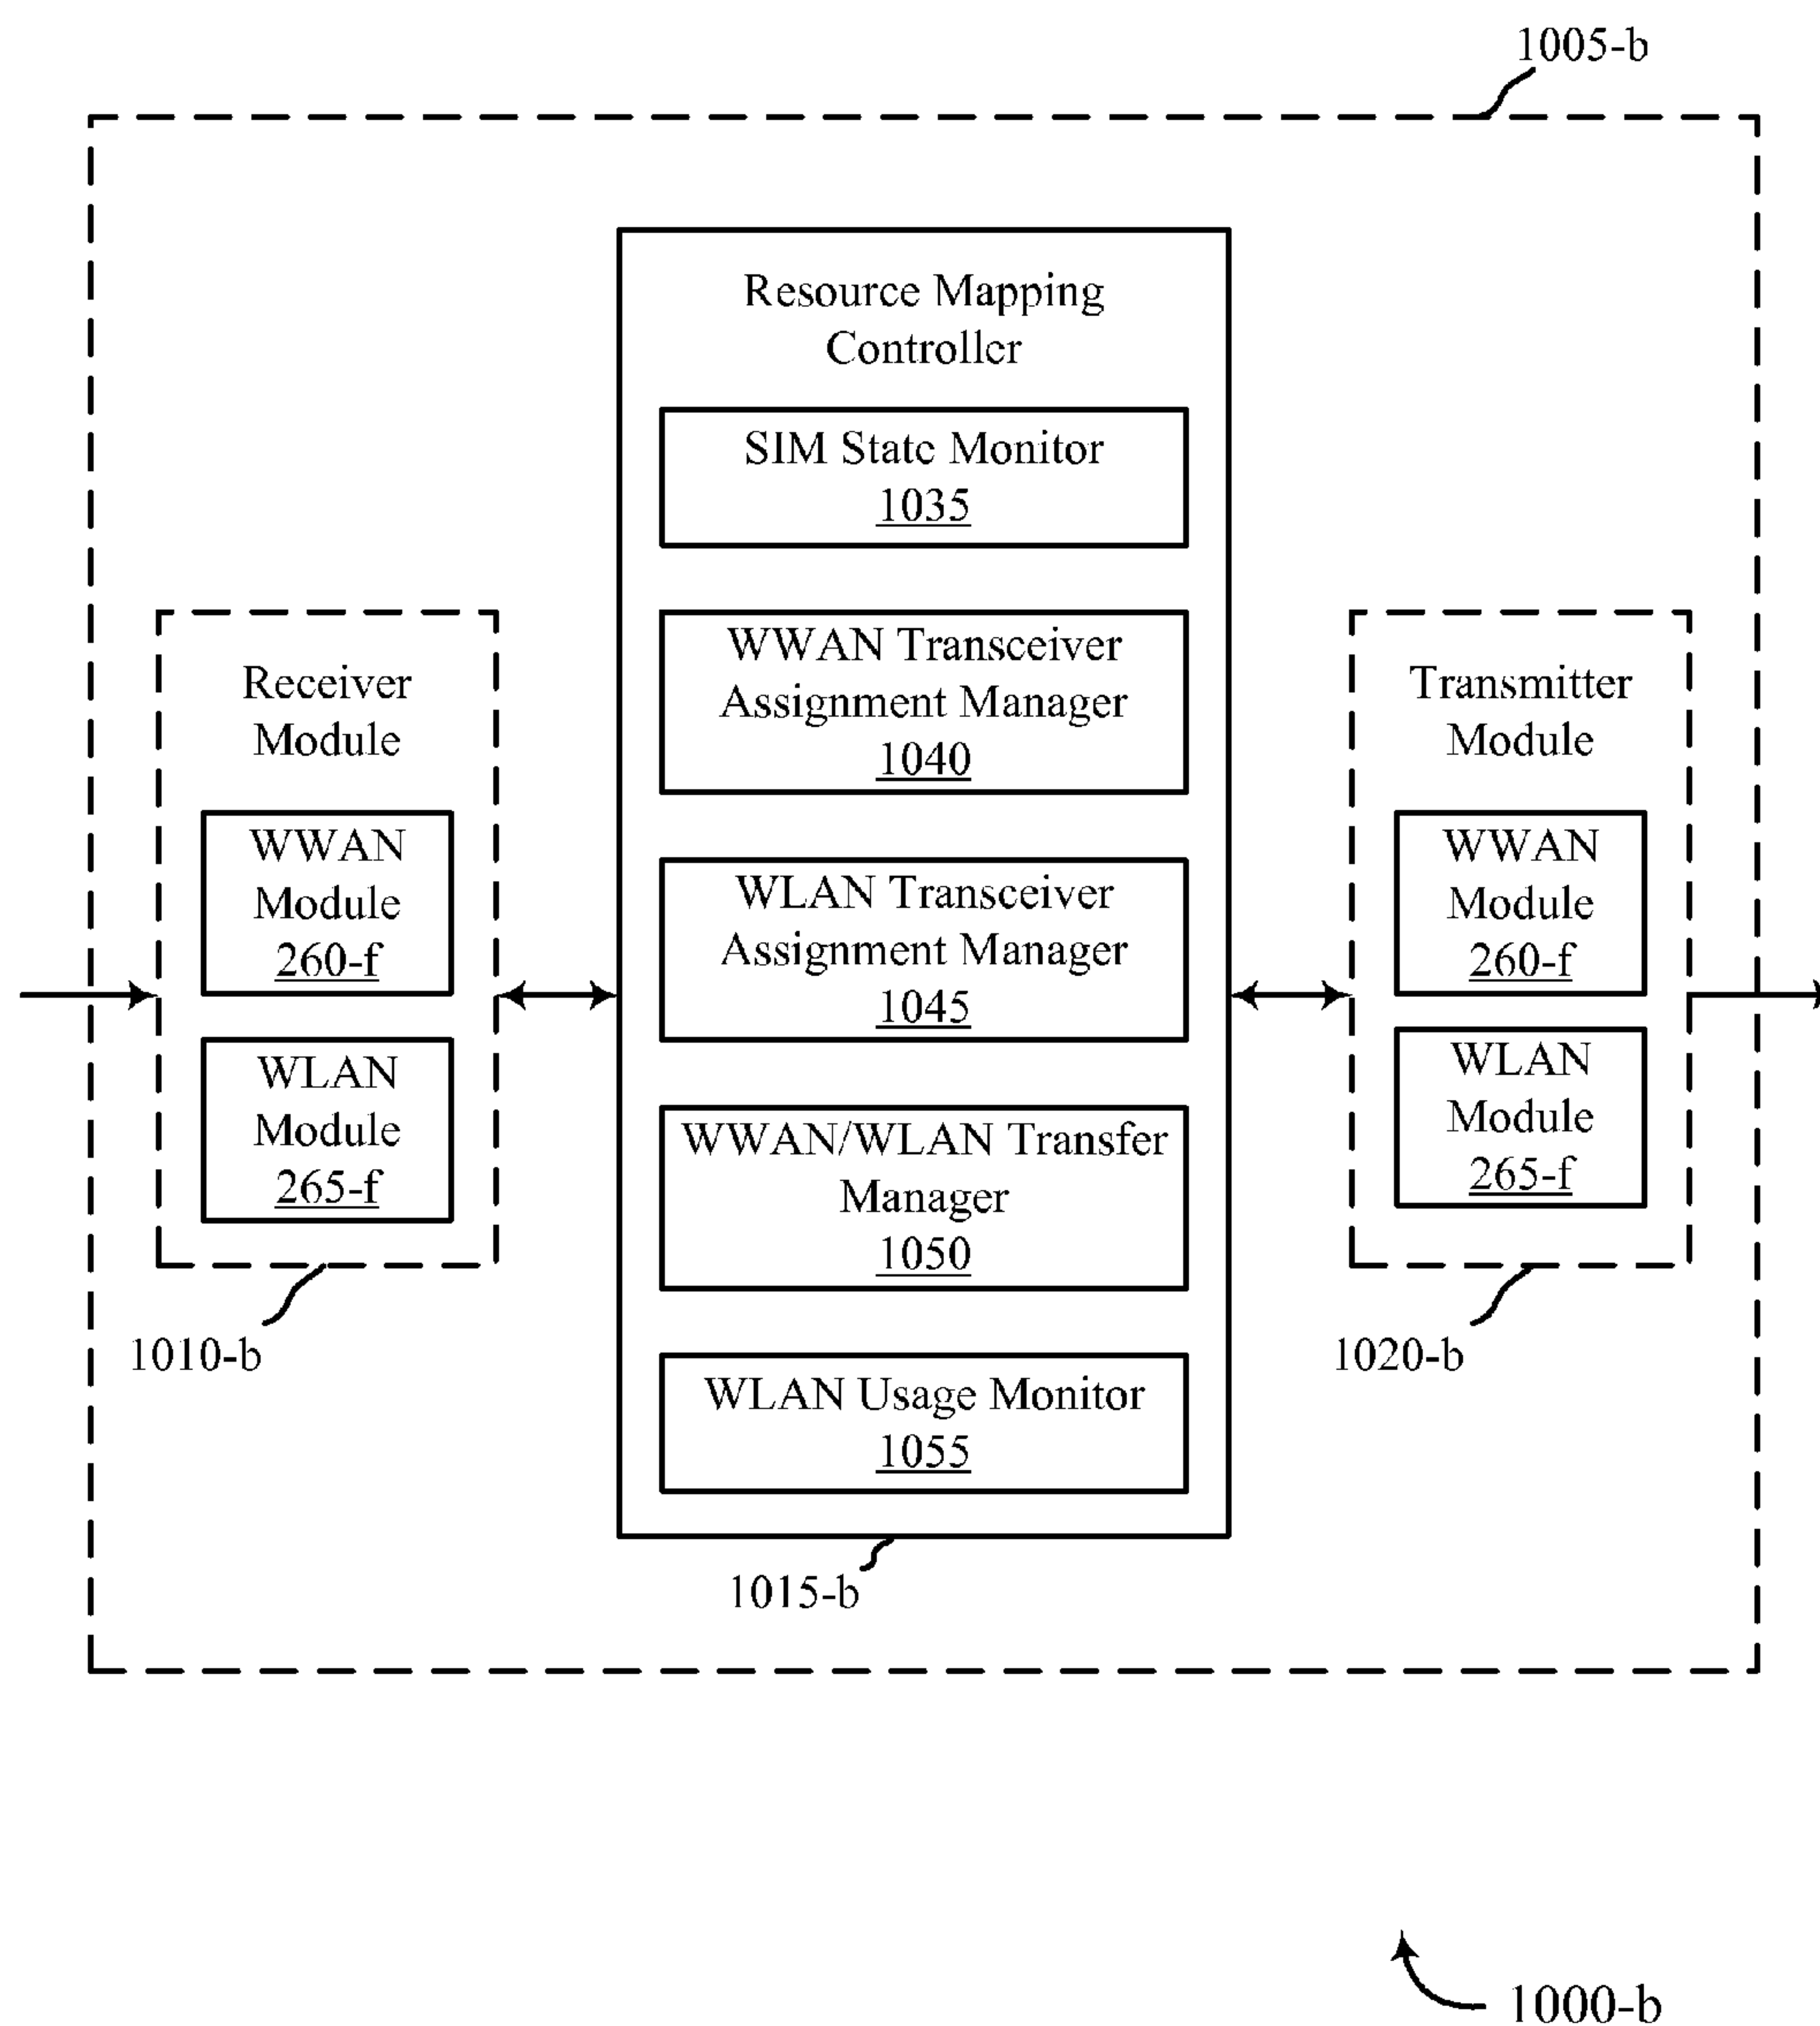 1005-b
Resource Mapping
Controller
SIM State Monitor
1035
WWAN Transceiver
Assignment Manager
1040
WLAN Transceiver
Assignment Manager
1045
WWAN/WLAN Transfer
Manager
1050
WLAN Usage Monitor
1055
1015-b
Receiver
Module
WWAN
Module
260-f
WLAN
Module
265-f
1010-b
Transmitter
Module
WWAN
Module
260-f
WLAN
Module
265-f
1020-b
1000-b